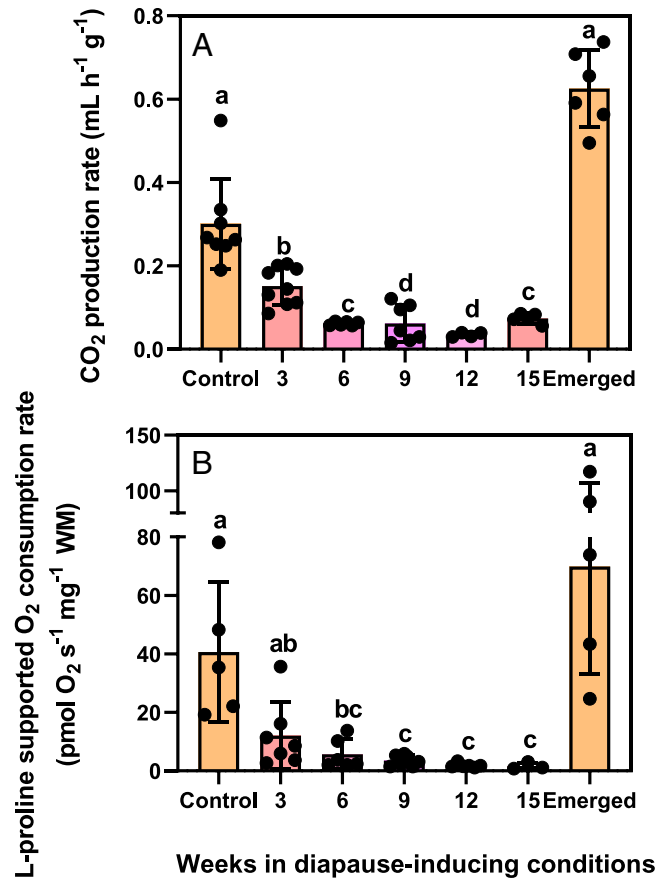 A
CO₂ production rate (mL h⁻¹ g⁻¹)
0.8
0.6
0.4
0.2
0.0
a
b
c
d
d
c
a
Control 3 6 9 12 15 Emerged
B
L-proline supported O₂ consumption rate
(pmol O₂ s⁻¹ mg⁻¹ WM)
150
100
80
60
40
20
0
a
ab
bc
c
c
c
a
Control 3 6 9 12 15 Emerged
Weeks in diapause-inducing conditions